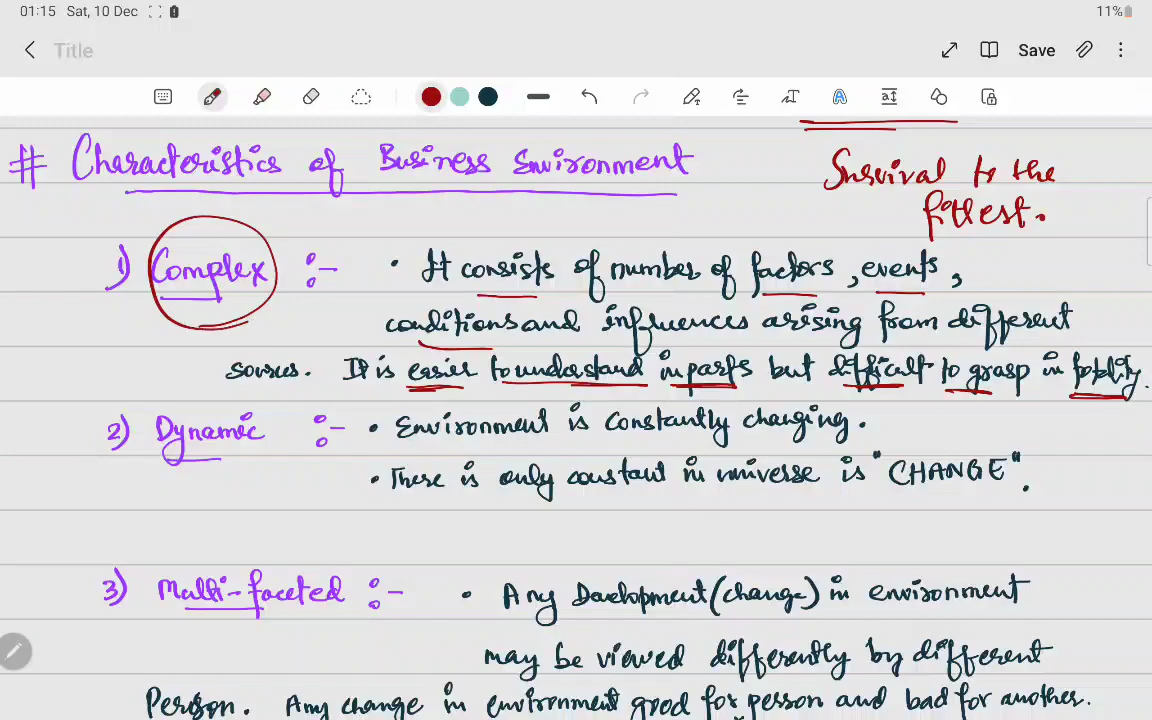 01:15 Sat, 10 Dec
11%
Title
Save
# Characteristics of Business Environment
Survival to the
fittest.
1) Complex :- • It consists of number of factors, events,
conditions and influences arising from different
sources. It is easier to understand in parts but difficult to grasp in totality.
2) Dynamic :- • Environment is constantly changing.
• There is only constant in universe is "CHANGE".
3) Multi-faceted :- • Any Development (change) in environment
may be viewed differently by different
Person. Any change in environment good for person and bad for another.